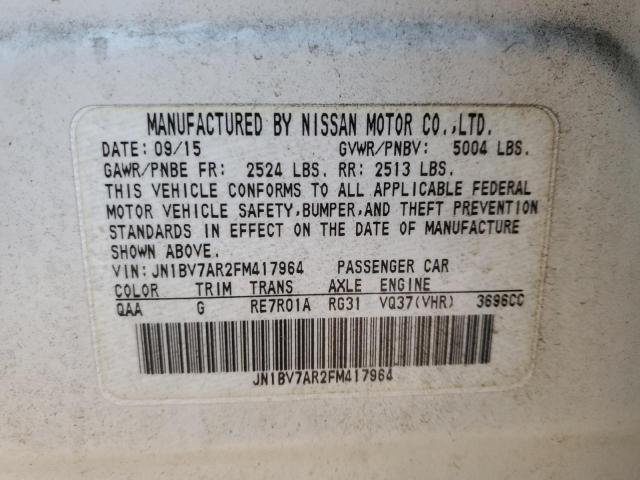 MANUFACTURED BY NISSAN MOTOR CO.,LTD.
DATE: 09/15 GVWR/PNBV: 5004 LBS.
GAWR/PNBE FR: 2524 LBS. RR: 2513 LBS.
THIS VEHICLE CONFORMS TO ALL APPLICABLE FEDERAL
MOTOR VEHICLE SAFETY,BUMPER,AND THEFT PREVENTION
STANDARDS IN EFFECT ON THE DATE OF MANUFACTURE
SHOWN ABOVE.
VIN: JN1BV7AR2FM417964 PASSENGER CAR
COLOR TRIM TRANS AXLE ENGINE
QAA G RE7R01A RG31 VQ37(VHR) 3696CC
JN1BV7AR2FM417964